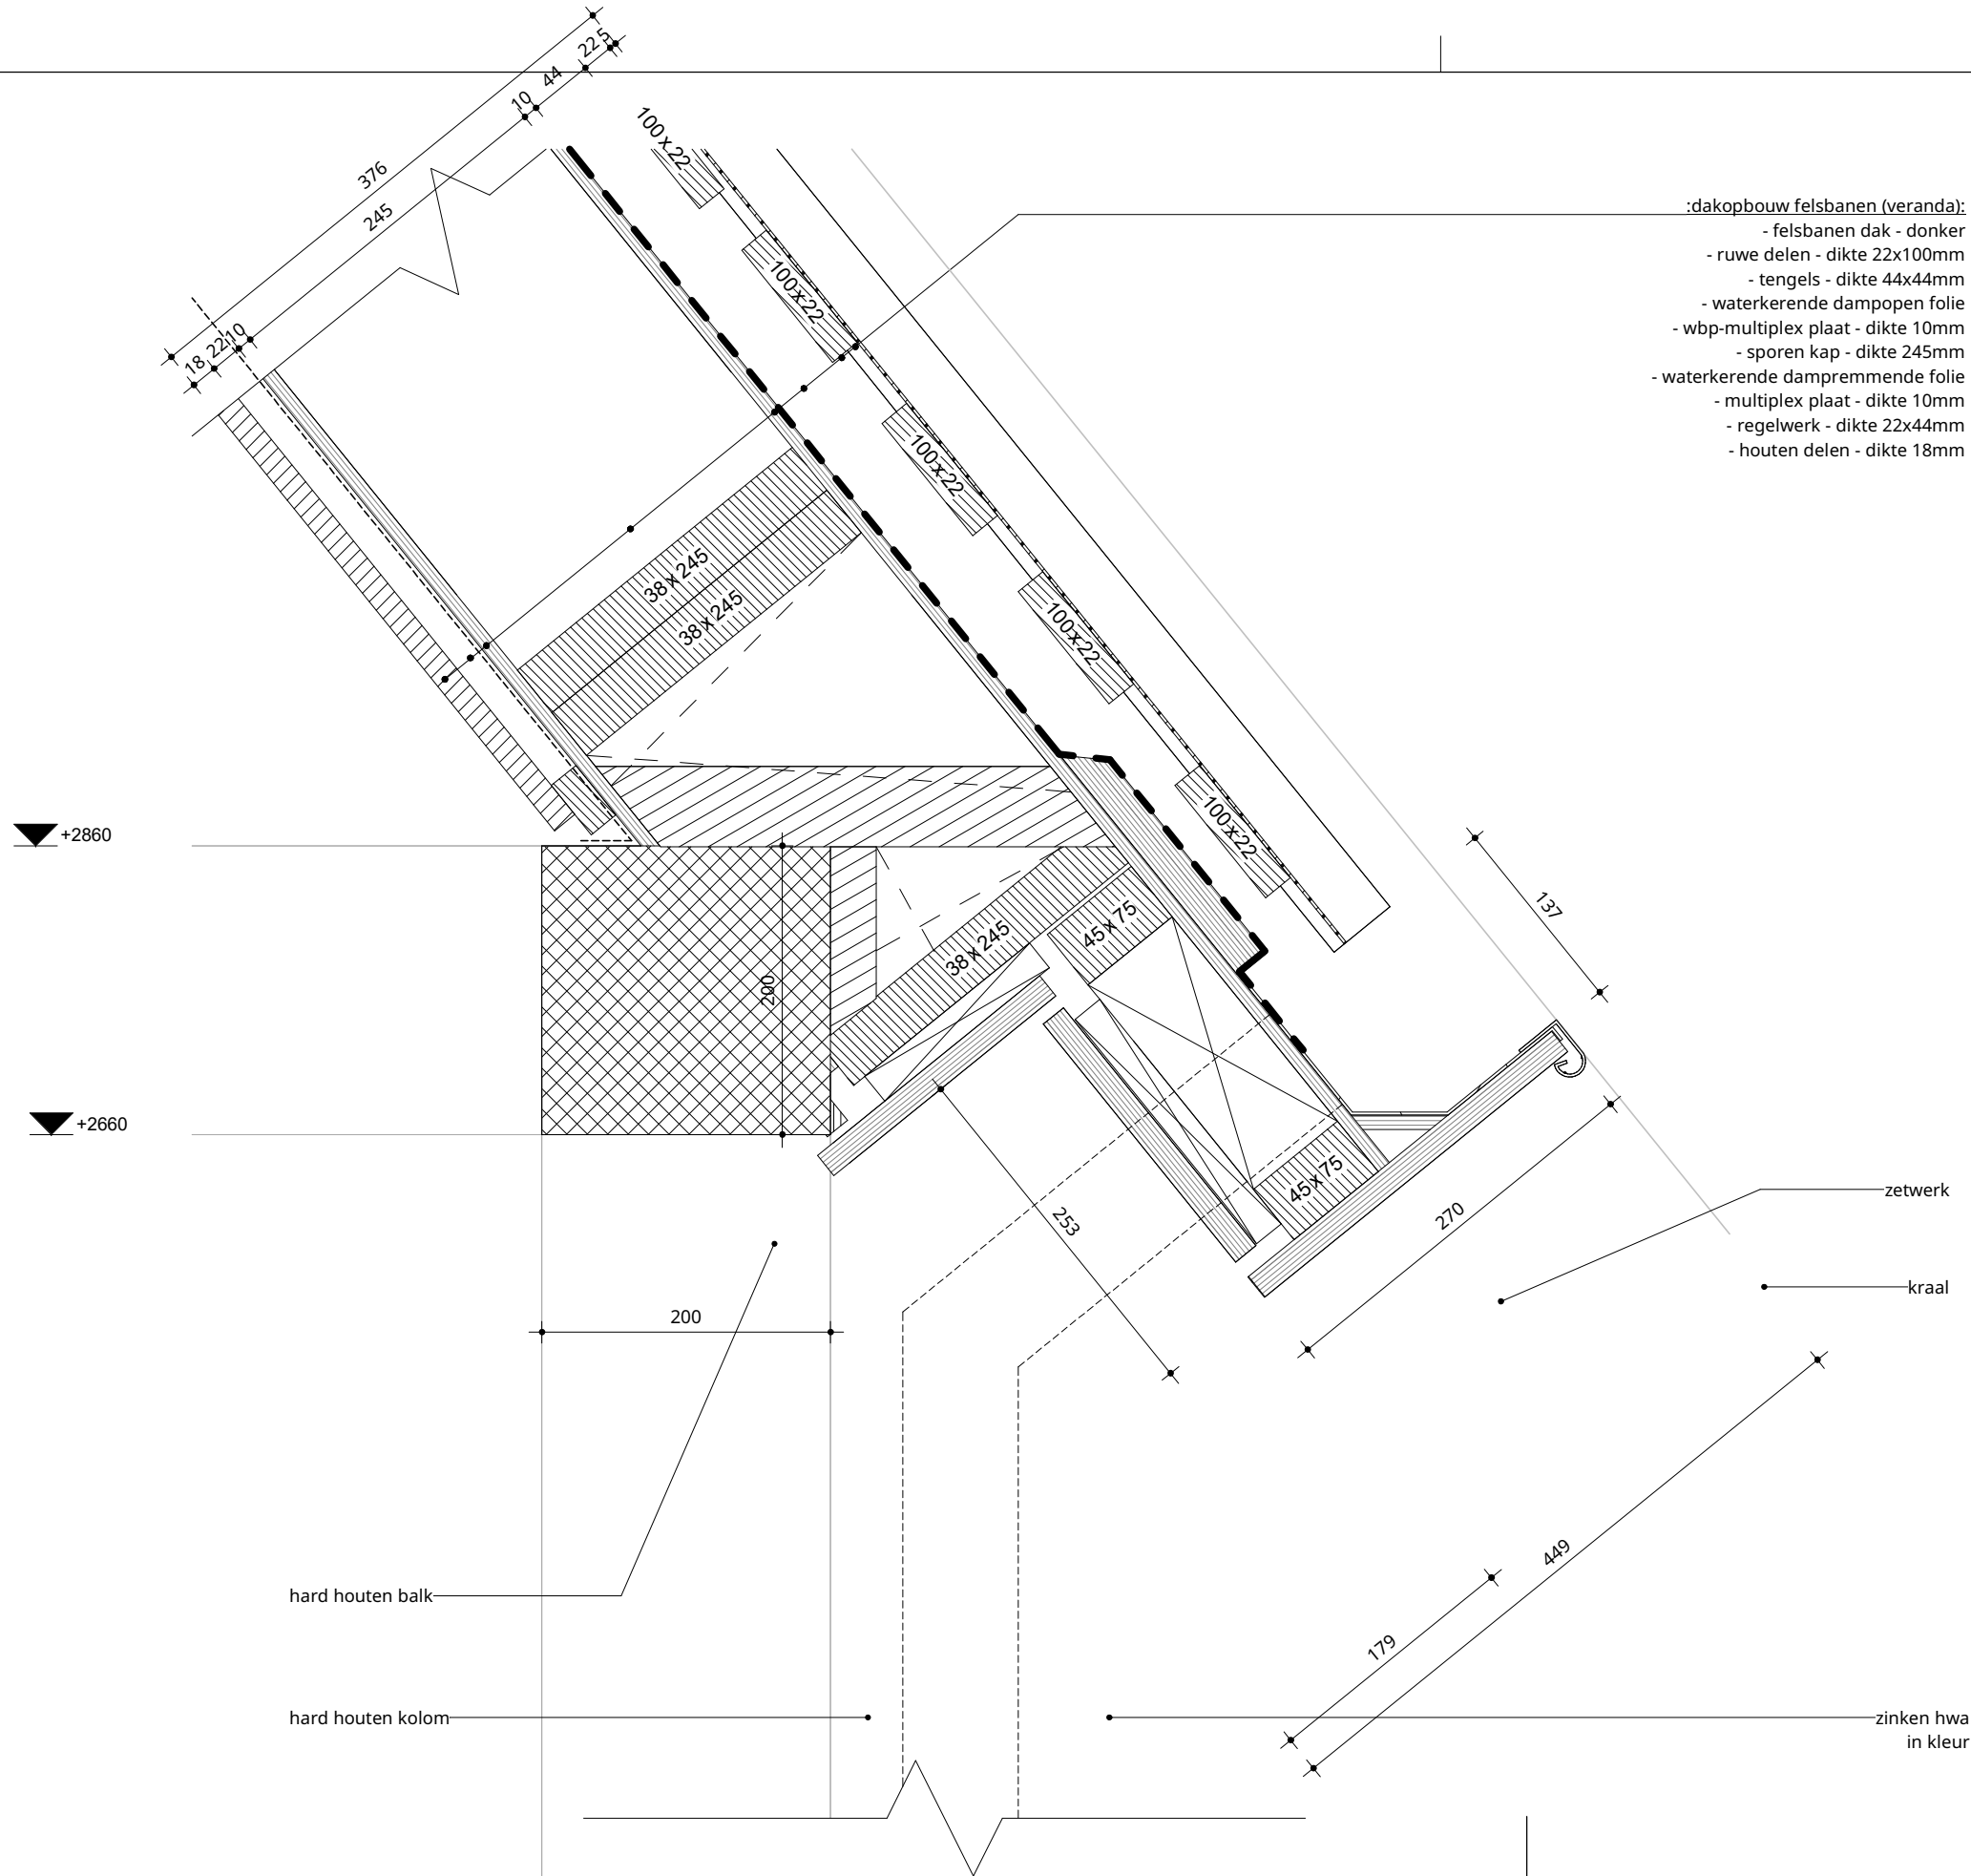 376
245
10
44
22
5
18
22
10
100x22
:dakopbouw felsbanen (veranda):
- felsbanen dak - donker
- ruwe delen - dikte 22x100mm
- tengels - dikte 44x44mm
- waterkerende dampopen folie
- wbp-multiplex plaat - dikte 10mm
- sporen kap - dikte 245mm
- waterkerende dampremmende folie
- multiplex plaat - dikte 10mm
- regelwerk - dikte 22x44mm
- houten delen - dikte 18mm
100x22
100x22
38x245
38x245
100x22
100x22
+2860
137
45x75
38x245
200
+2660
45x75
zetwerk
253
270
kraal
200
449
hard houten balk
179
hard houten kolom
zinken hwa
in kleur